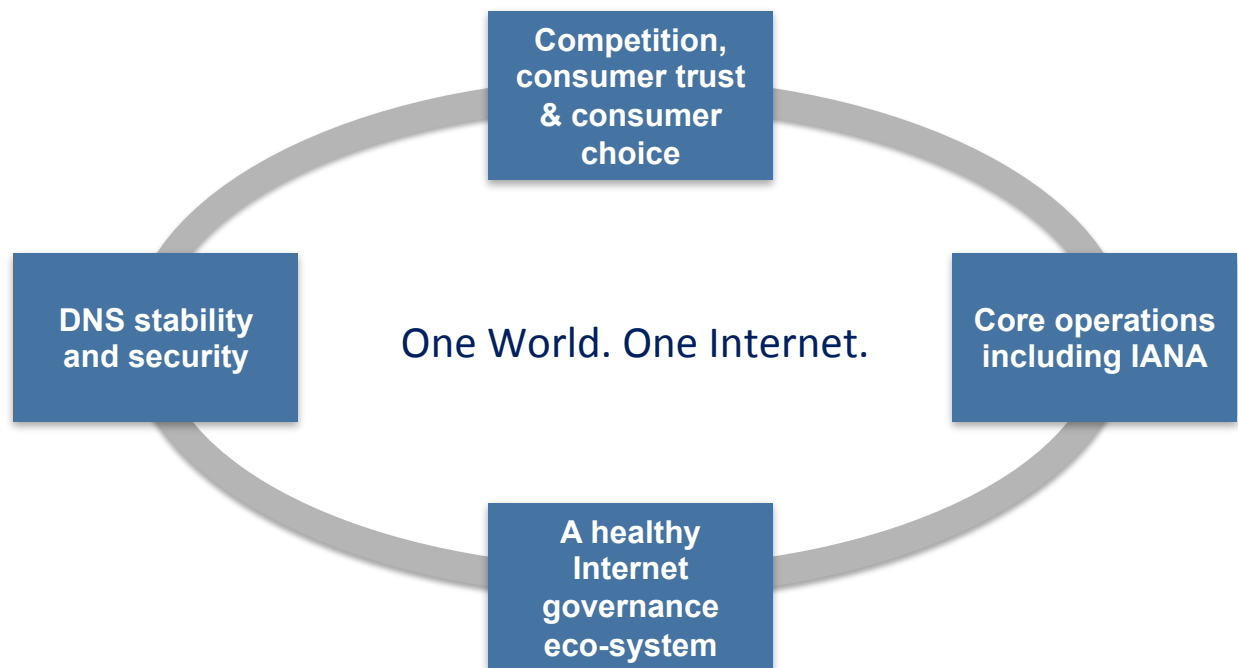 Competition,
consumer trust
& consumer
choice
DNS stability
and security
One World. One Internet.
Core operations
including IANA
A healthy
Internet
governance
eco-system